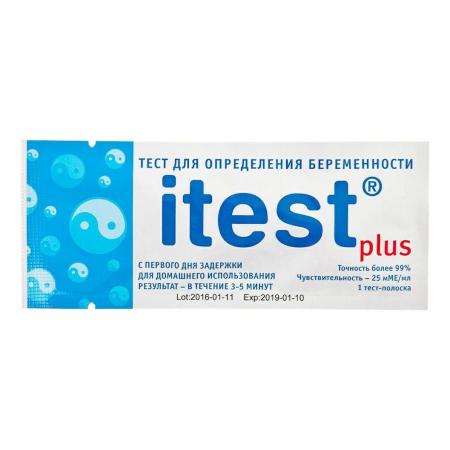 ТЕСТ ДЛЯ ОПРЕДЕЛЕНИЯ БЕРЕМЕННОСТИ
itest®
plus
С ПЕРВОГО ДНЯ ЗАДЕРЖКИ
ДЛЯ ДОМАШНЕГО ИСПОЛЬЗОВАНИЯ
РЕЗУЛЬТАТ – В ТЕЧЕНИЕ 3-5 МИНУТ
Точность более 99%
Чувствительность – 25 мМЕ/мл
1 тест-полоска
Lot:2016-01-11 Exp:2019-01-10